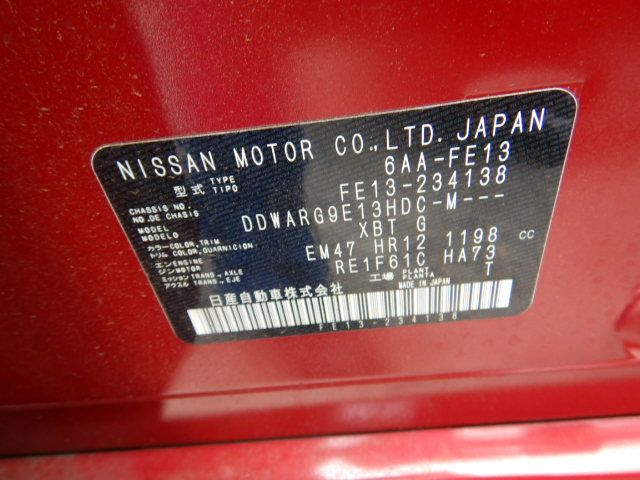 NISSAN MOTOR CO.,LTD. JAPAN
型式 TYPE TIPO 6AA-FE13
CHASSIS NO. NO.DE CHASIS FE13-234138
MODEL MODELO DDWARG9E13HDC-M---
カラー COLOR,TRIM トリム COLOR,GUARNICION XBT G
エンジン ENGINE MOTOR EM47 HR12 1198 cc
ミッション TRANS.,AXLE アクスル TRANS.,EJE RE1F61C HA73
工場 PLANT PLANTA T
日産自動車株式会社 MADE IN JAPAN
FE13-234138